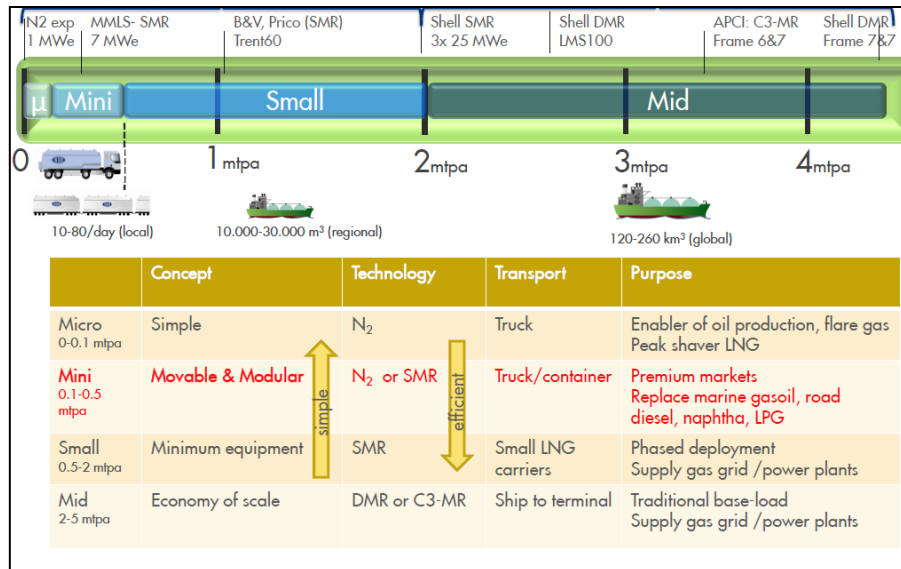 N2 exp
1 MWe
MMLS- SMR
7 MWe
B&V, Prico (SMR)
Trent60
Shell SMR
3x 25 MWe
Shell DMR
LMS100
APCI: C3-MR
Frame 6&7
Shell DMR
Frame 7&7
μ
Mini
Small
Mid
0
1 mtpa
2mtpa
3mtpa
4mtpa
10-80/day (local)
10.000-30.000 m³ (regional)
120-260 km³ (global)
Concept
Technology
Transport
Purpose
Micro
0-0.1 mtpa
Simple
N₂
Truck
Enabler of oil production, flare gas
Peak shaver LNG
Mini
0.1-0.5
mtpa
Movable & Modular
N₂ or SMR
Truck/container
Premium markets
Replace marine gasoil, road
diesel, naphtha, LPG
Small
0.5-2 mtpa
Minimum equipment
SMR
Small LNG
carriers
Phased deployment
Supply gas grid /power plants
Mid
2-5 mtpa
Economy of scale
DMR or C3-MR
Ship to terminal
Traditional base-load
Supply gas grid /power plants
simple
efficient